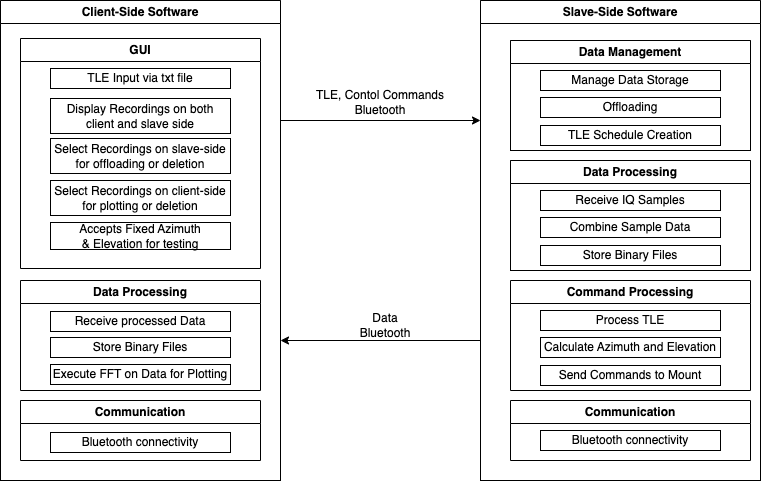 Client-Side Software
GUI
TLE Input via txt file
Display Recordings on both
client and slave side
Select Recordings on slave-side
for offloading or deletion
Select Recordings on client-side
for plotting or deletion
Accepts Fixed Azimuth
& Elevation for testing
Data Processing
Receive processed Data
Store Binary Files
Execute FFT on Data for Plotting
Communication
Bluetooth connectivity
TLE, Contol Commands
Bluetooth
Data
Bluetooth
Slave-Side Software
Data Management
Manage Data Storage
Offloading
TLE Schedule Creation
Data Processing
Receive IQ Samples
Combine Sample Data
Store Binary Files
Command Processing
Process TLE
Calculate Azimuth and Elevation
Send Commands to Mount
Communication
Bluetooth connectivity